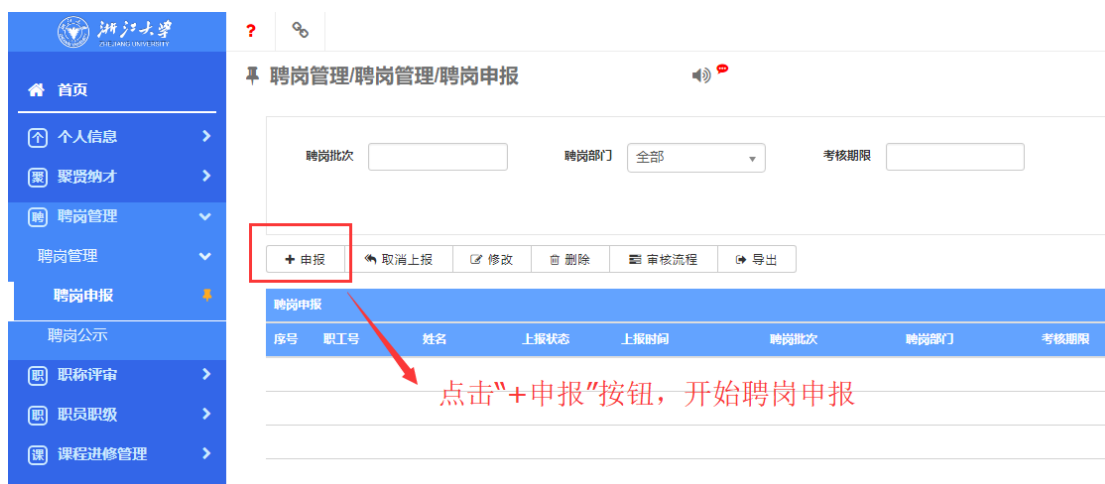 浙江大学
ZHEJIANG UNIVERSITY
?
首页
个 个人信息
聚 聚贤纳才
聘 聘岗管理
聘岗管理
聘岗申报
聘岗公示
职 职称评审
职 职员职级
课 课程进修管理
聘岗管理/聘岗管理/聘岗申报
聘岗批次 聘岗部门 全部 考核期限
+ 申报 取消上报 修改 删除 审核流程 导出
聘岗申报
序号 职工号 姓名 上报状态 上报时间 聘岗批次 聘岗部门 考核期限
点击“+申报”按钮，开始聘岗申报